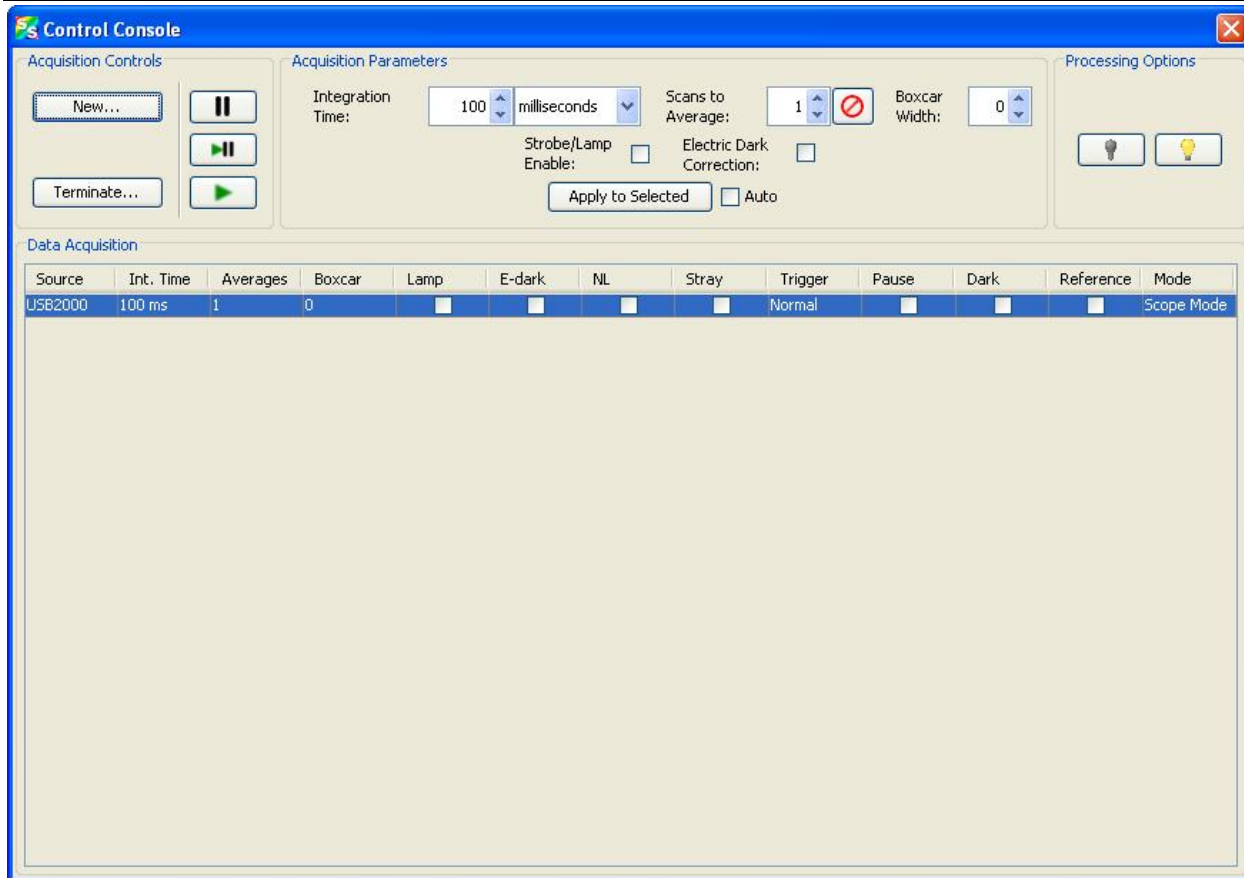 Control Console
Acquisition Controls
New...
Terminate...
Acquisition Parameters
Integration
Time:
100
milliseconds
Scans to
Average:
1
Boxcar
Width:
0
Strobe/Lamp
Enable:
Electric Dark
Correction:
Apply to Selected
Auto
Processing Options
Data Acquisition
Source Int. Time Averages Boxcar Lamp E-dark NL Stray Trigger Pause Dark Reference Mode
USB2000 100 ms 1 0 Normal Scope Mode